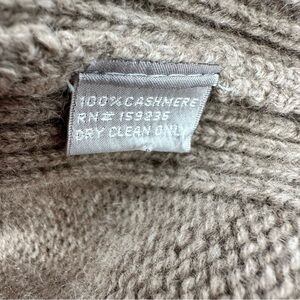 100% CASHMERE
RN# 159235
DRY CLEAN ONLY